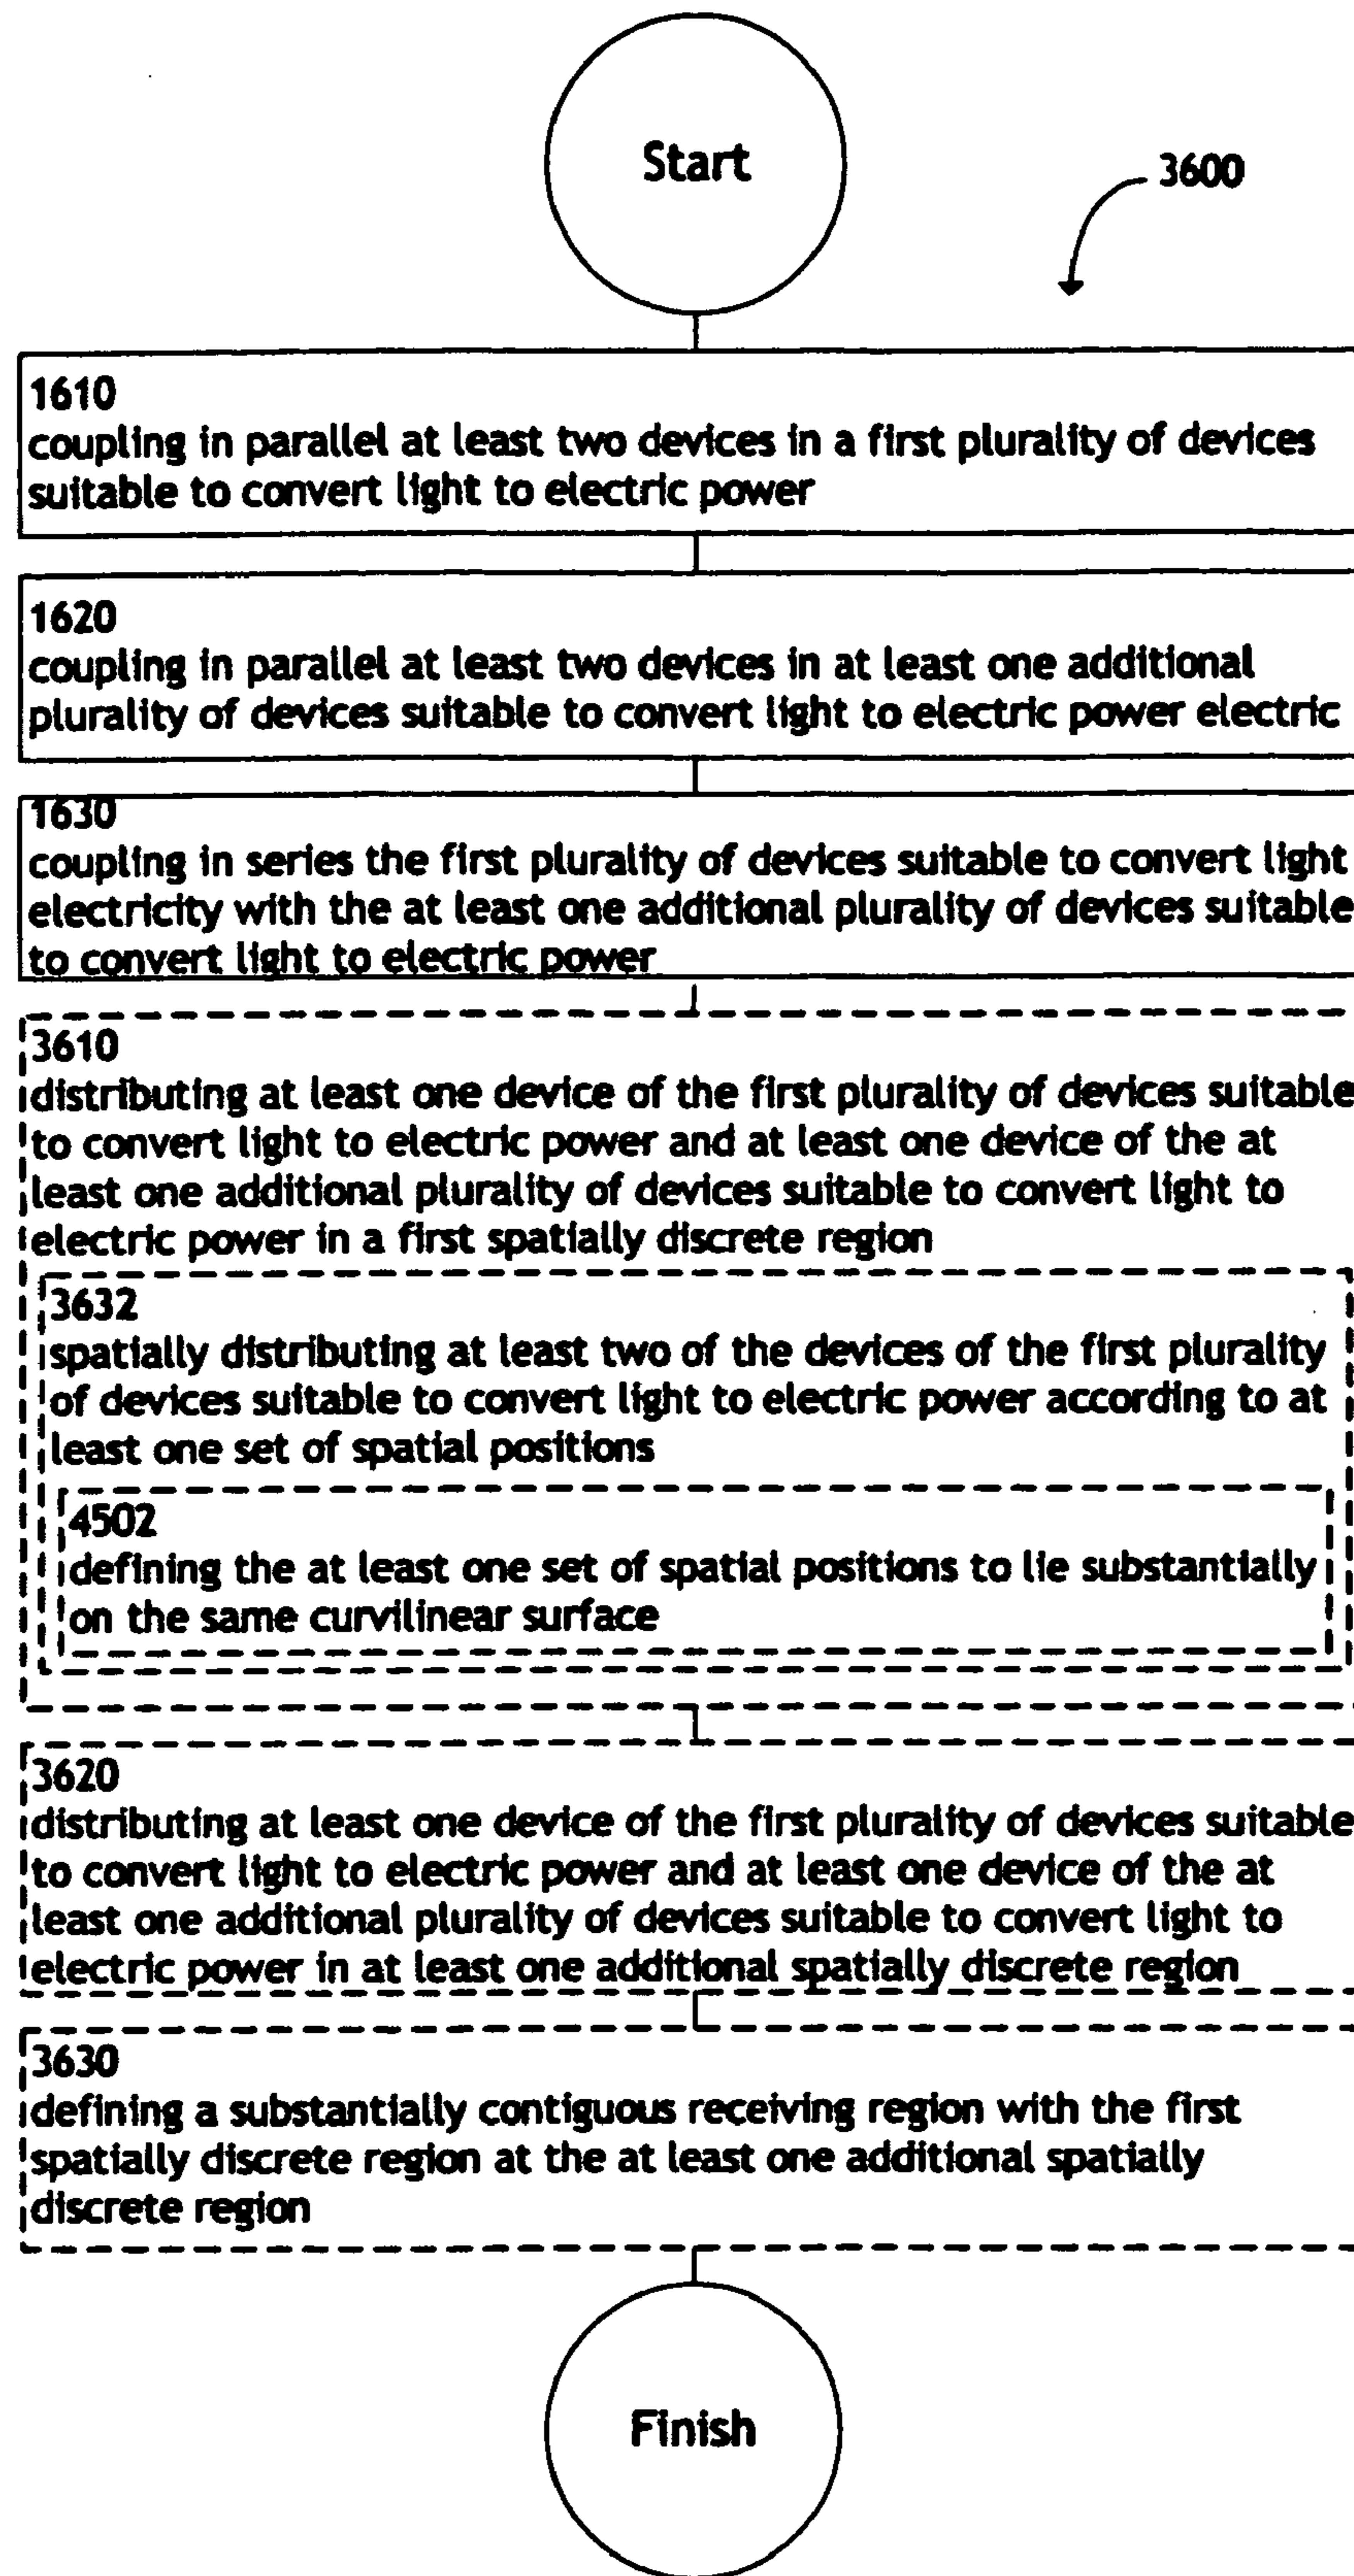 Start
3600
1610
coupling in parallel at least two devices in a first plurality of devices
suitable to convert light to electric power
1620
coupling in parallel at least two devices in at least one additional
plurality of devices suitable to convert light to electric power electric
1630
coupling in series the first plurality of devices suitable to convert light
electricity with the at least one additional plurality of devices suitable
to convert light to electric power
3610
distributing at least one device of the first plurality of devices suitable
to convert light to electric power and at least one device of the at
least one additional plurality of devices suitable to convert light to
electric power in a first spatially discrete region
3632
spatially distributing at least two of the devices of the first plurality
of devices suitable to convert light to electric power according to at
least one set of spatial positions
4502
defining the at least one set of spatial positions to lie substantially
on the same curvilinear surface
3620
distributing at least one device of the first plurality of devices suitable
to convert light to electric power and at least one device of the at
least one additional plurality of devices suitable to convert light to
electric power in at least one additional spatially discrete region
3630
defining a substantially contiguous receiving region with the first
spatially discrete region at the at least one additional spatially
discrete region
Finish